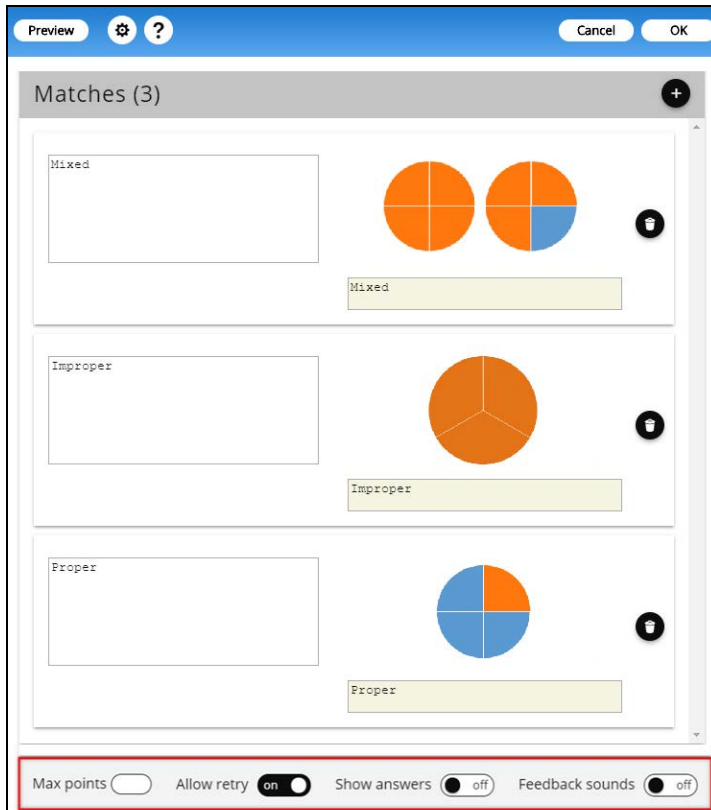 Preview ? Cancel OK
Matches (3) +
Mixed
Mixed
Improper
Improper
Proper
Proper
Max points Allow retry on Show answers off Feedback sounds off